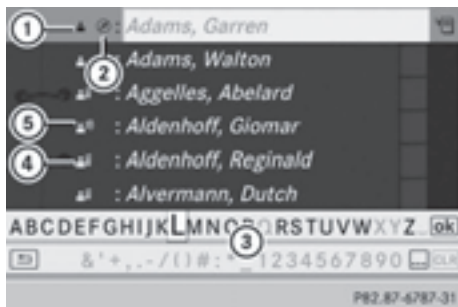 1 : Adams, Garren
2 : Adams, Walton
: Aggelles, Abelard
5 : Aldenhoff, Giomar
4 : Aldenhoff, Reginald
: Alvermann, Dutch
ABCDEFGHIJKLMNOPQRSTUVWXYZ_ ok
3
&'+,.-/()#:*_1234567890 CLR
P82.87-6787-31